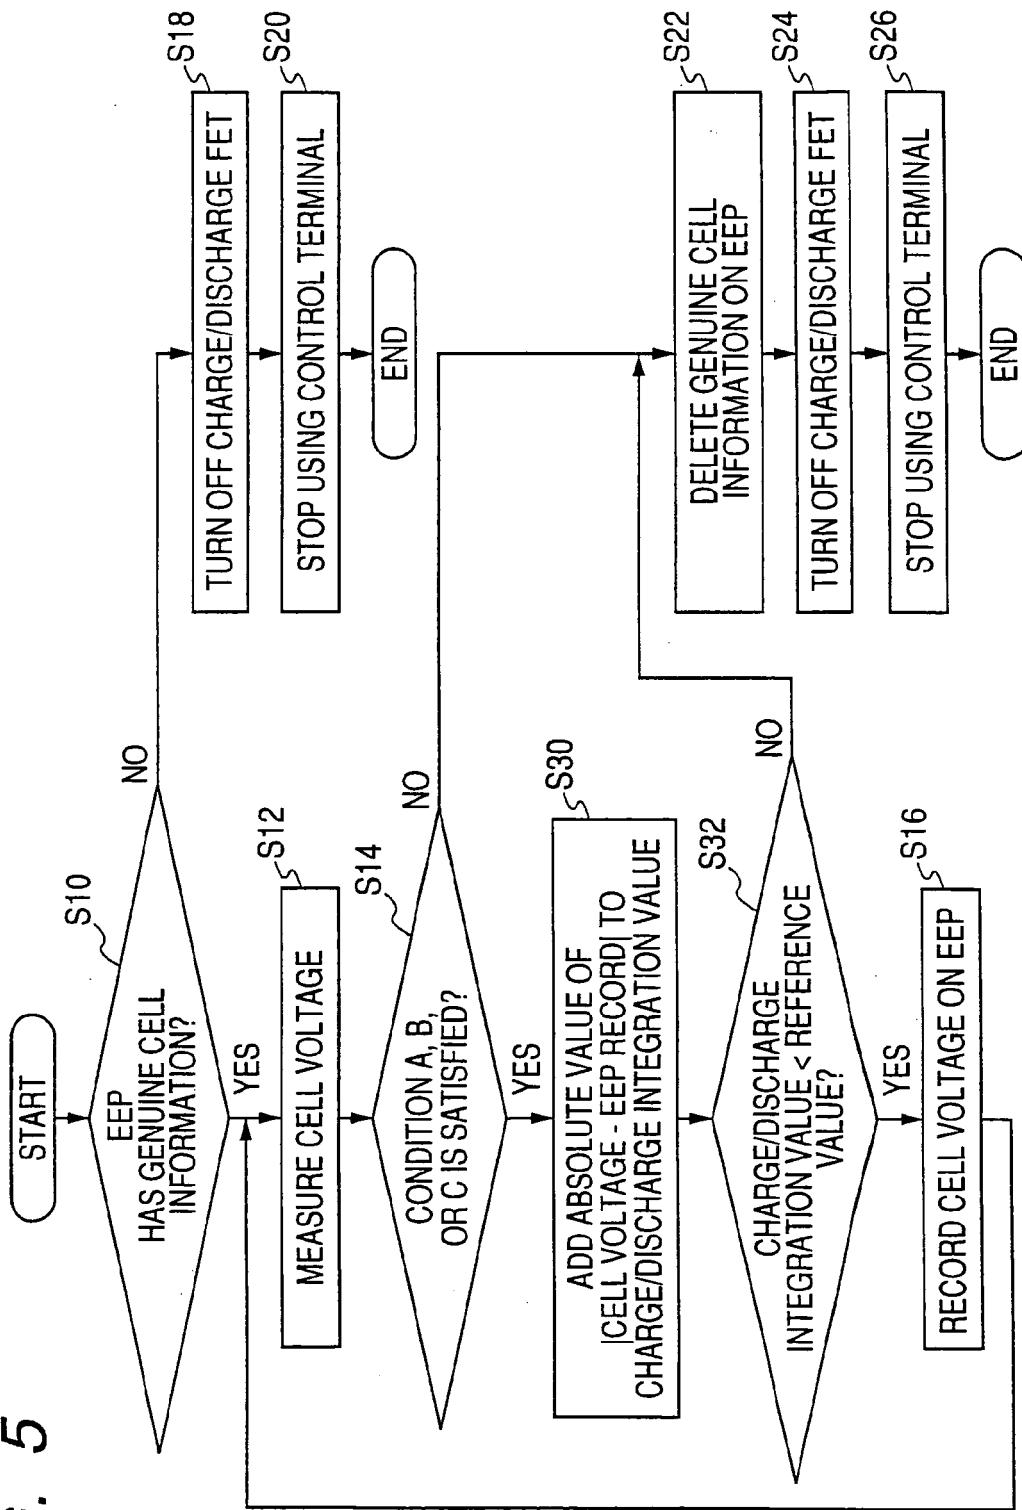 5
START
S10
EEP
HAS GENUINE CELL
INFORMATION?
NO
YES
S12
MEASURE CELL VOLTAGE
S14
CONDITION A, B,
OR C IS SATISFIED?
NO
YES
S30
ADD ABSOLUTE VALUE OF
|CELL VOLTAGE - EEP RECORD| TO
CHARGE/DISCHARGE INTEGRATION VALUE
S32
CHARGE/DISCHARGE
INTEGRATION VALUE < REFERENCE
VALUE?
NO
YES
S16
RECORD CELL VOLTAGE ON EEP
S18
TURN OFF CHARGE/DISCHARGE FET
S20
STOP USING CONTROL TERMINAL
END
S22
DELETE GENUINE CELL
INFORMATION ON EEP
S24
TURN OFF CHARGE/DISCHARGE FET
S26
STOP USING CONTROL TERMINAL
END